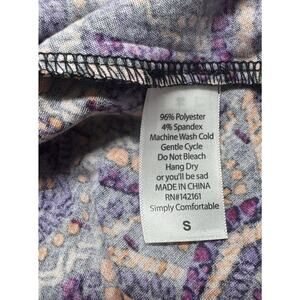 96% Polyester
4% Spandex
Machine Wash Cold
Gentle Cycle
Do Not Bleach
Hang Dry
or you'll be sad
MADE IN CHINA
RN#142161
Simply Comfortable
S